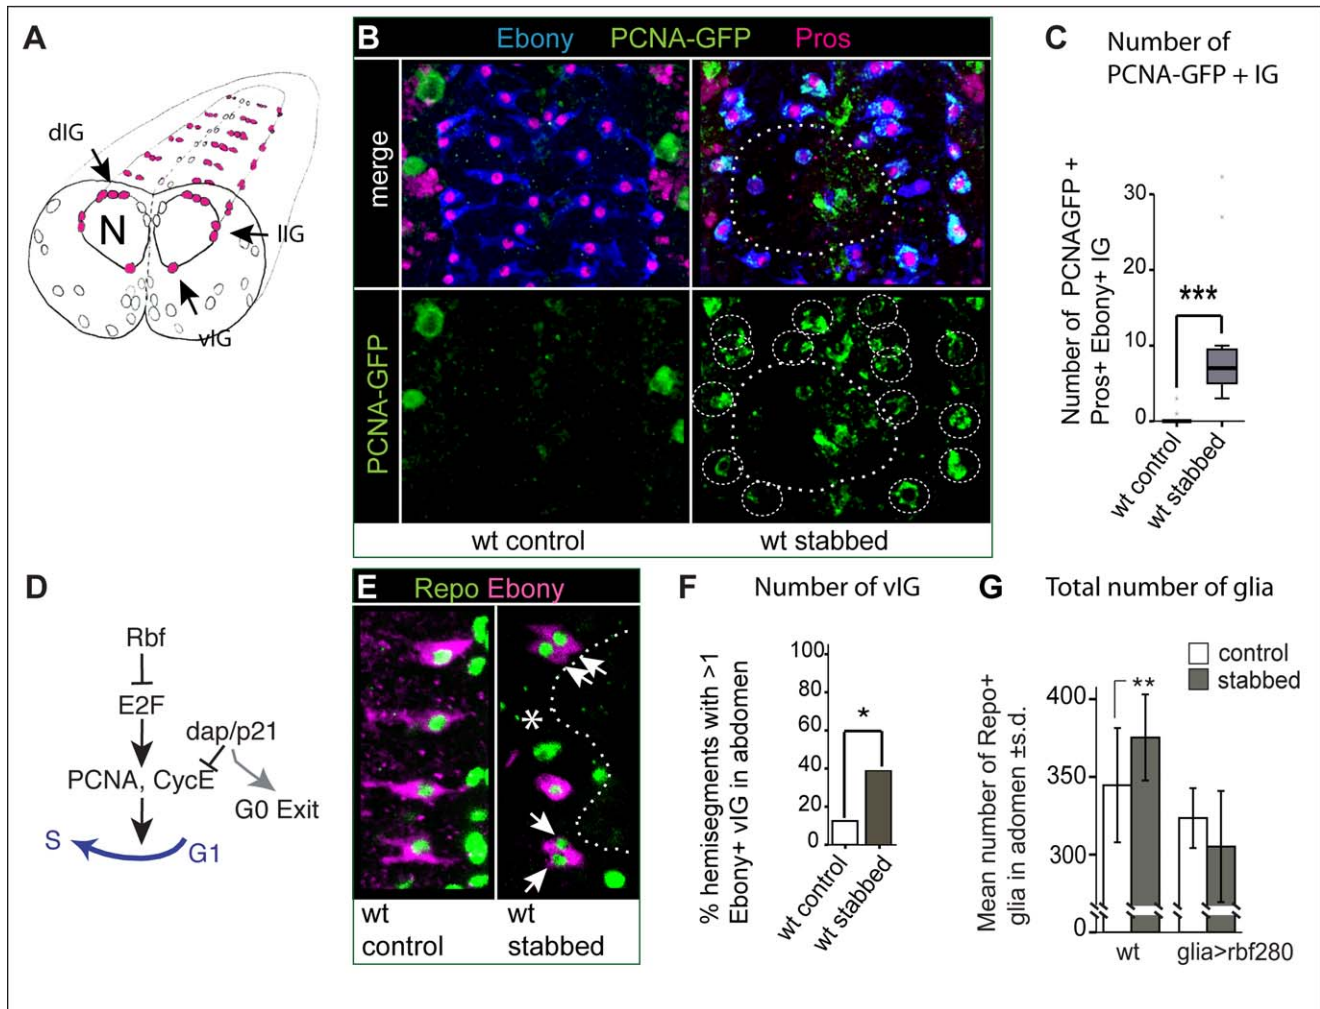 A
dIG
N
lIG
vIG
B
Ebony PCNA-GFP Pros
merge
PCNA-GFP
wt control
wt stabbed
C
Number of
PCNA-GFP + IG
Number of PCNAGFP +
Pros+ Ebony+ IG
30
20
10
0
***
wt control
wt stabbed
D
Rbf
E2F
dap/p21
PCNA, CycE
G0 Exit
S
G1
E
Repo Ebony
*
wt
control
wt
stabbed
F
Number of vIG
% hemisegments with >1
Ebony+ vIG in abdomen
100
80
60
40
20
0
*
wt control
wt stabbed
G
Total number of glia
control
stabbed
Mean number of Repo+
glia in adomen ±s.d.
400
350
300
0
**
wt
glia>rbf280